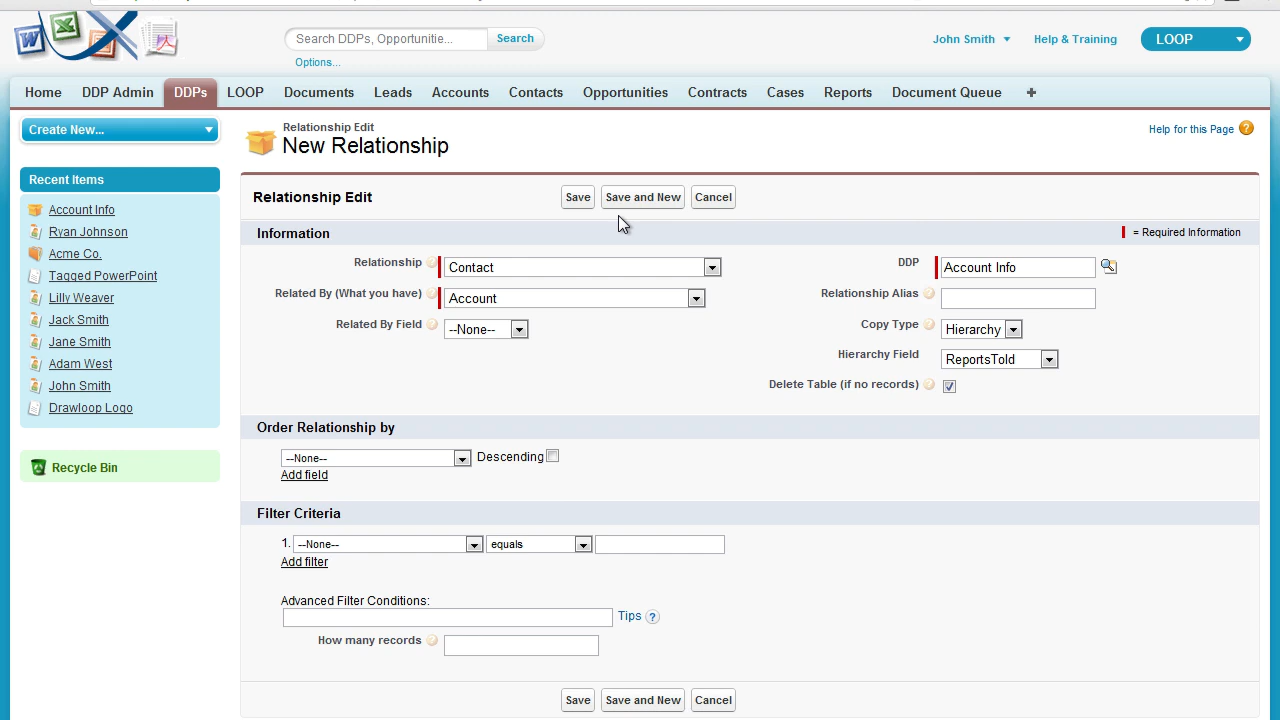 Search DDPs, Opportunitie...
Search
Options...
John Smith
Help & Training
LOOP
Home
DDP Admin
DDPs
LOOP
Documents
Leads
Accounts
Contacts
Opportunities
Contracts
Cases
Reports
Document Queue
Create New...
Recent Items
Account Info
Ryan Johnson
Acme Co.
Tagged PowerPoint
Lilly Weaver
Jack Smith
Jane Smith
Adam West
John Smith
Drawloop Logo
Recycle Bin
Relationship Edit
New Relationship
Help for this Page
Relationship Edit
Save
Save and New
Cancel
Information
= Required Information
Relationship
Contact
DDP
Account Info
Related By (What you have)
Account
Relationship Alias
Related By Field
--None--
Copy Type
Hierarchy
Hierarchy Field
ReportsToId
Delete Table (if no records)
Order Relationship by
--None--
Descending
Add field
Filter Criteria
1.
--None--
equals
Add filter
Advanced Filter Conditions:
Tips
How many records
Save
Save and New
Cancel